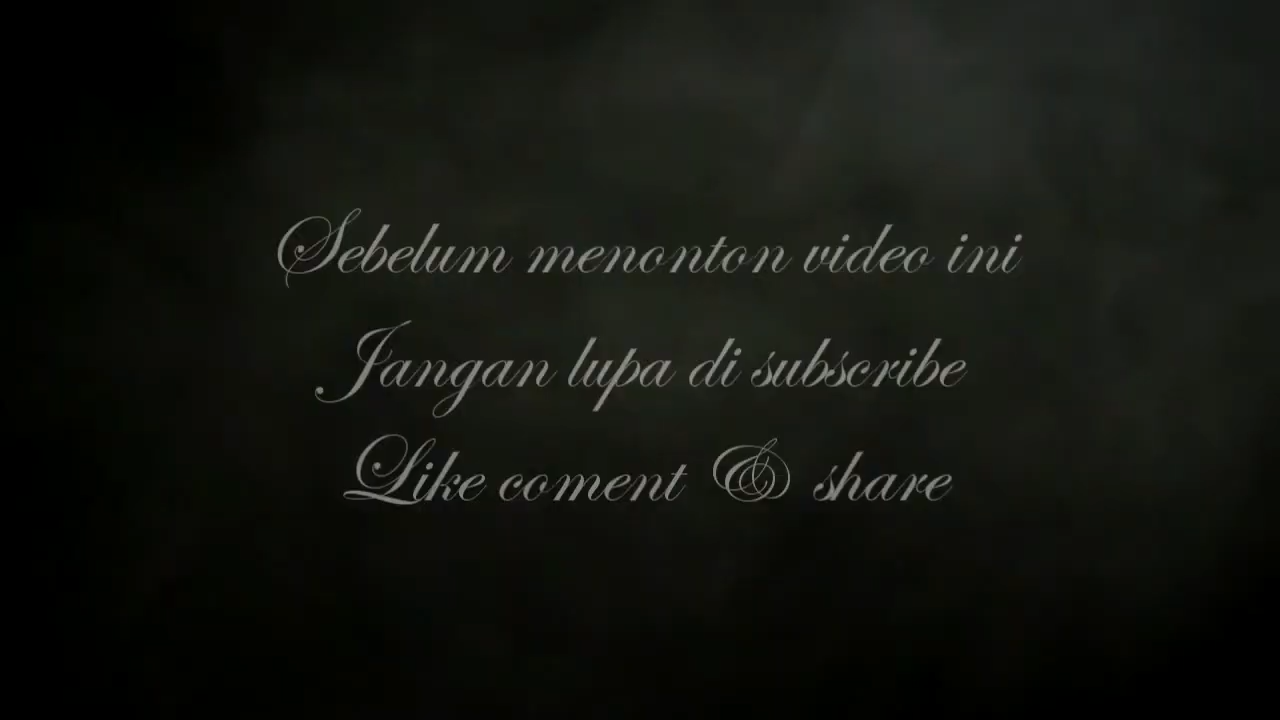 Sebelum menonton video ini
Jangan lupa di subscribe
Like coment & share